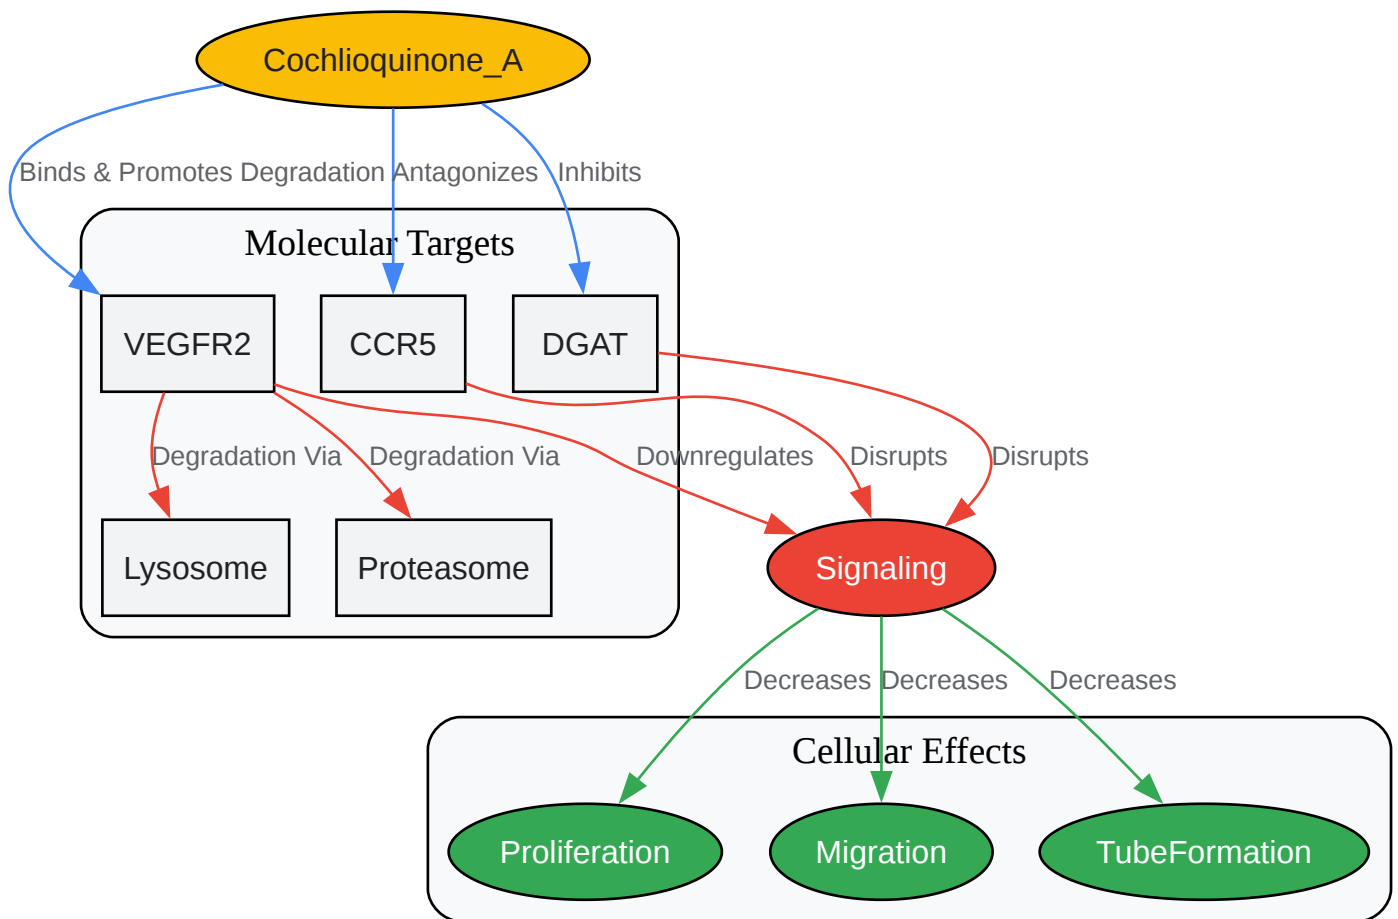 Cochlioquinone_A
Binds & Promotes Degradation
Antagonizes
Inhibits
Molecular Targets
VEGFR2
CCR5
DGAT
Degradation Via
Degradation Via
Downregulates
Disrupts
Disrupts
Lysosome
Proteasome
Signaling
Decreases
Decreases
Decreases
Cellular Effects
Proliferation
Migration
TubeFormation